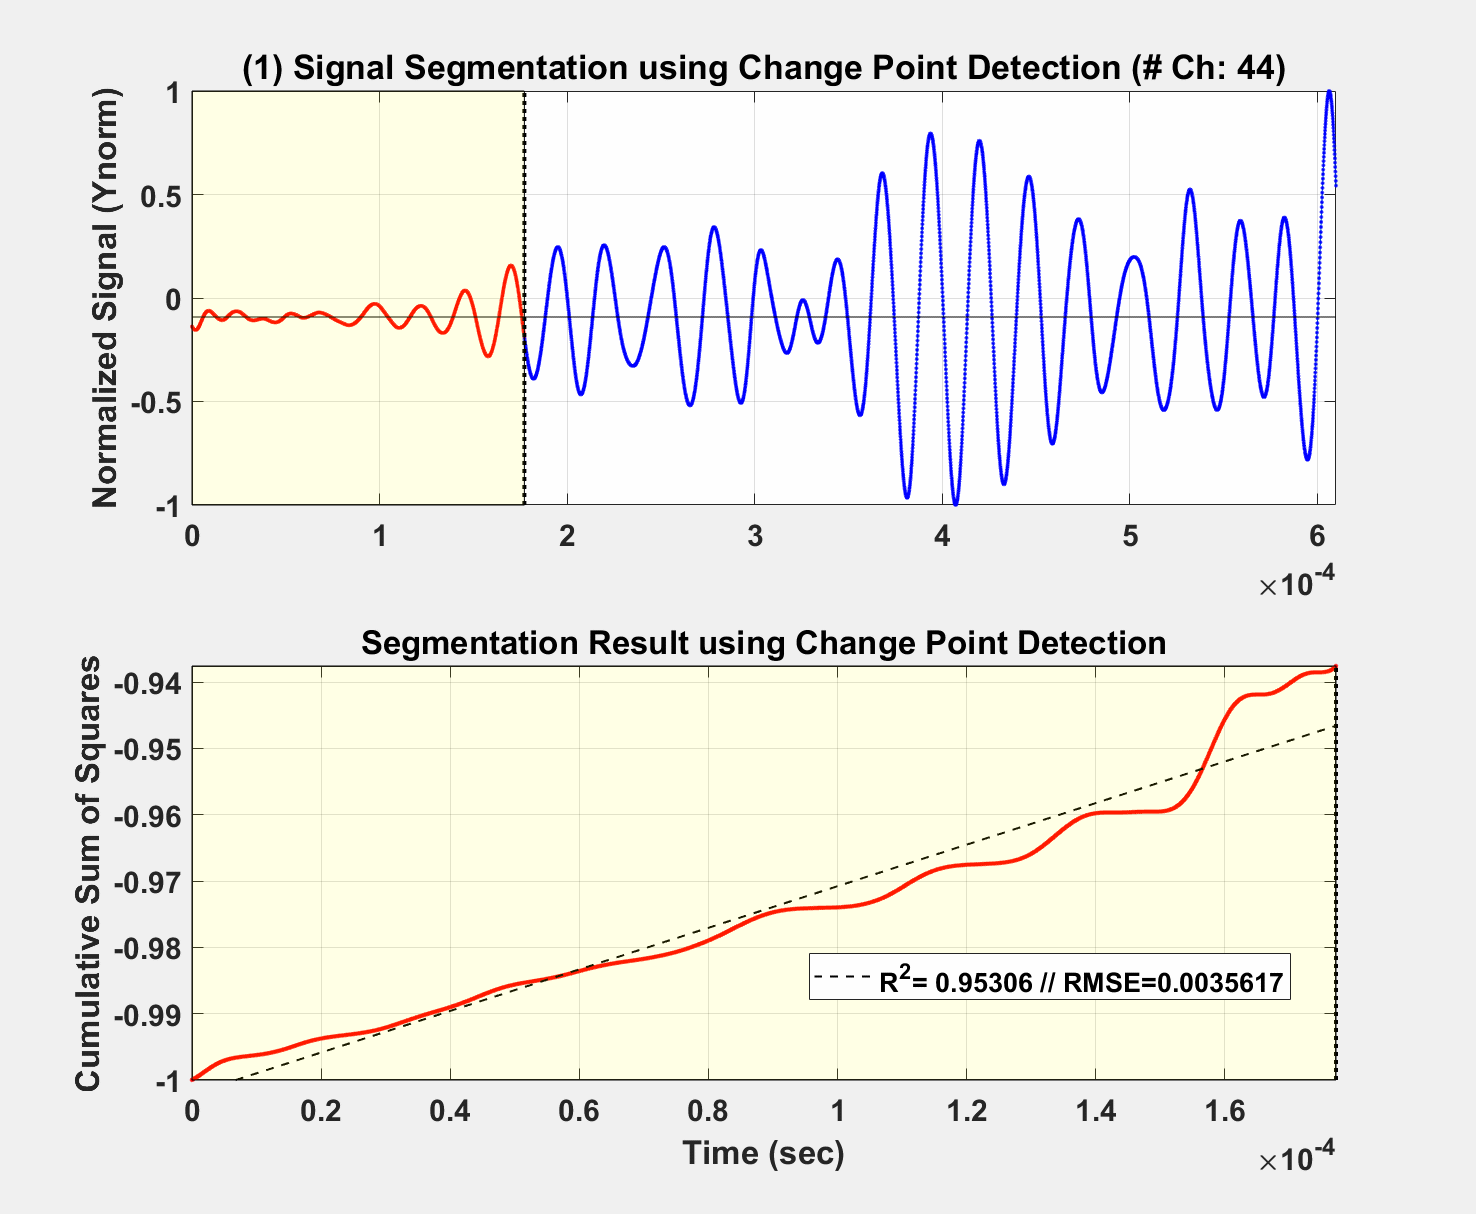 (1) Signal Segmentation using Change Point Detection (# Ch: 44)
Normalized Signal (Ynorm)
1
0.5
0
-0.5
-1
0 1 2 3 4 5 6
×10-4
Segmentation Result using Change Point Detection
Cumulative Sum of Squares
-0.94
-0.95
-0.96
-0.97
-0.98
-0.99
-1
R2= 0.95306 // RMSE=0.0035617
0 0.2 0.4 0.6 0.8 1 1.2 1.4 1.6
Time (sec)
×10-4